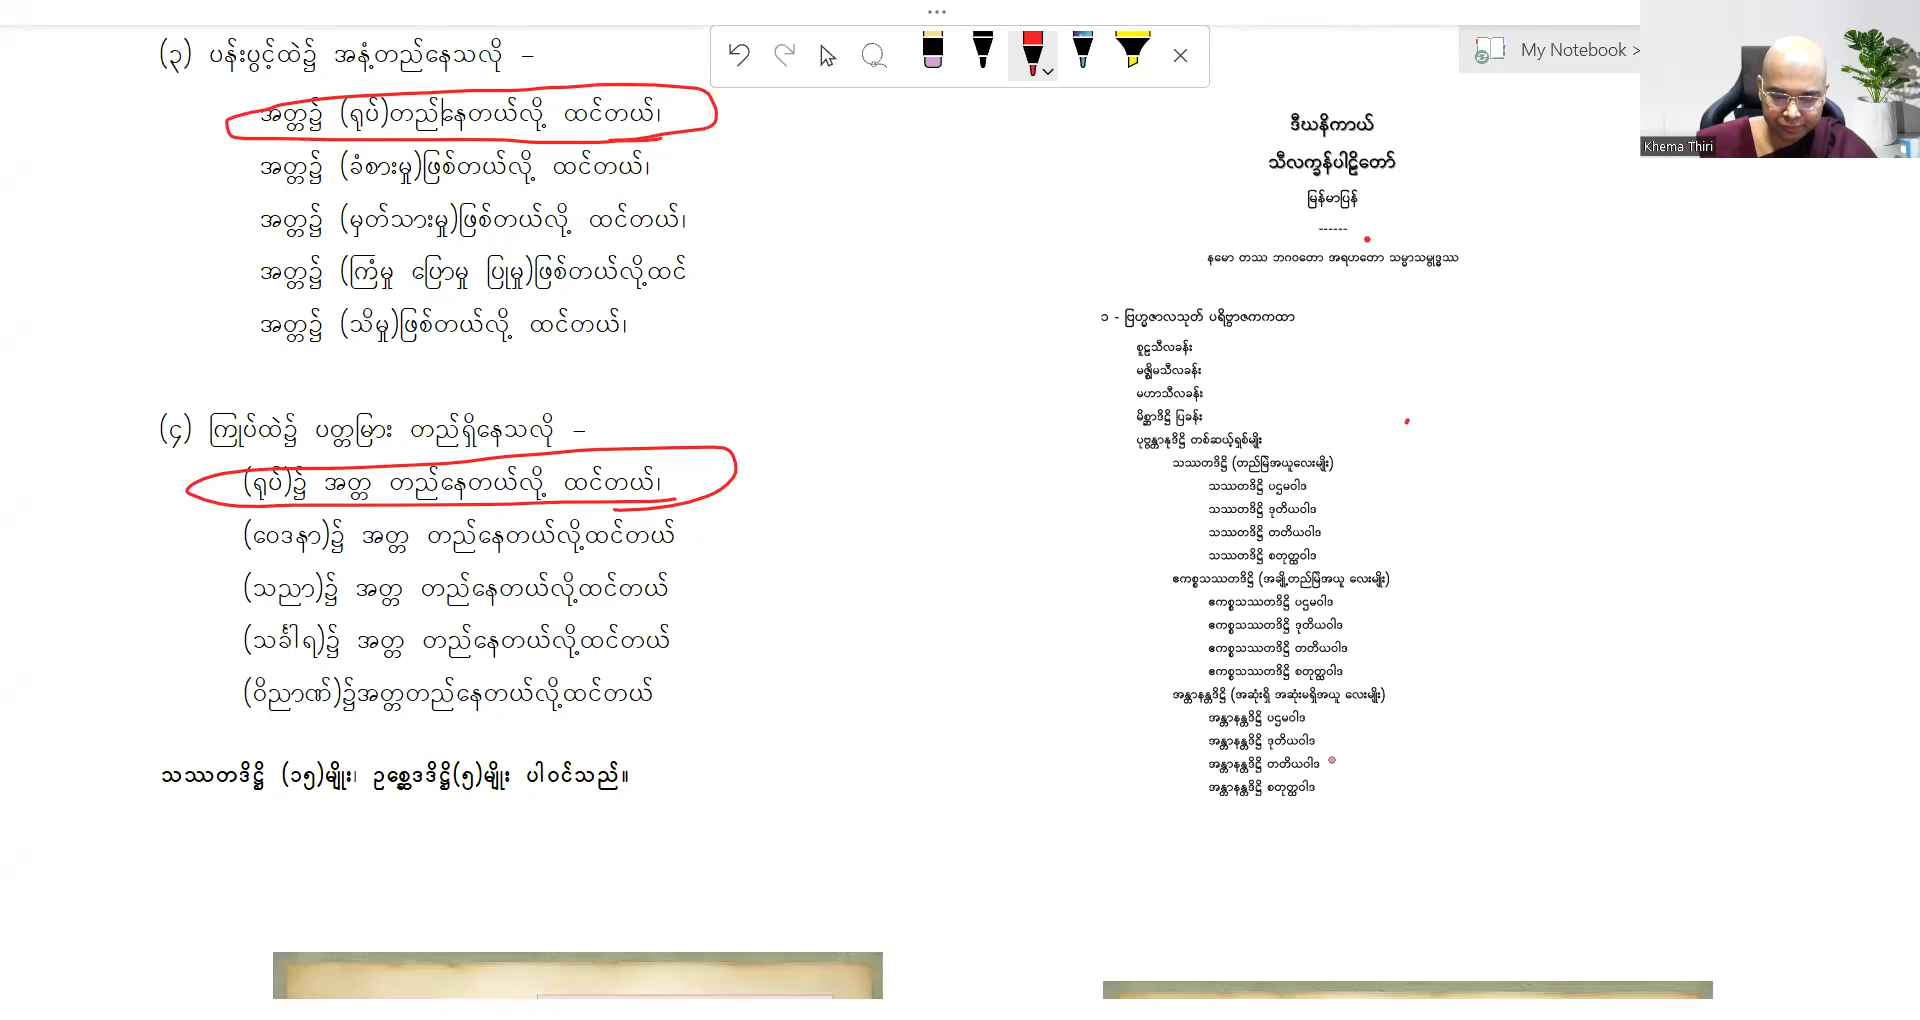 (၃) ပန်းပွင့်ထဲ၌ အနံ့တည်နေသလို –
အတ္တ၌ (ရုပ်)တည်နေတယ်လို့ ထင်တယ်၊
အတ္တ၌ (ခံစားမှု)ဖြစ်တယ်လို့ ထင်တယ်၊
အတ္တ၌ (မှတ်သားမှု)ဖြစ်တယ်လို့ ထင်တယ်၊
အတ္တ၌ (ကြံမှု ပြောမှု ပြုမှု)ဖြစ်တယ်လို့ထင်
အတ္တ၌ (သိမှု)ဖြစ်တယ်လို့ ထင်တယ်၊
(၄) ကြုပ်ထဲ၌ ပတ္တမြား တည်ရှိနေသလို –
(ရုပ်)၌ အတ္တ တည်နေတယ်လို့ ထင်တယ်၊
(ဝေဒနာ)၌ အတ္တ တည်နေတယ်လို့ထင်တယ်
(သညာ)၌ အတ္တ တည်နေတယ်လို့ထင်တယ်
(သင်္ခါရ)၌ အတ္တ တည်နေတယ်လို့ထင်တယ်
(ဝိညာဏ်)၌အတ္တတည်နေတယ်လို့ထင်တယ်
သဿတဒိဋ္ဌိ (၁၅)မျိုး၊ ဥစ္ဆေဒဒိဋ္ဌိ(၅)မျိုး ပါဝင်သည်။
My Notebook >
Khema Thiri
ဒီဃနိကာယ်
သီလက္ခန်ပါဠိတော်
မြန်မာပြန်
------
နမော တဿ ဘဂဝတော အရဟတော သမ္မာသမ္ဗုဒ္ဓဿ
၁ - ဗြဟ္မဇာလသုတ် ပရိဗ္ဗာဇကကထာ
စူဠသီလခန်း
မဇ္ဈိမသီလခန်း
မဟာသီလခန်း
မိစ္ဆာဒိဋ္ဌိ ပြခန်း
ပုဗ္ဗန္တာနုဒိဋ္ဌိ တစ်ဆယ့်ရှစ်မျိုး
သဿတဒိဋ္ဌိ (တည်မြဲအယူလေးမျိုး)
သဿတဒိဋ္ဌိ ပဌမဝါဒ
သဿတဒိဋ္ဌိ ဒုတိယဝါဒ
သဿတဒိဋ္ဌိ တတိယဝါဒ
သဿတဒိဋ္ဌိ စတုတ္ထဝါဒ
ဧကစ္စသဿတဒိဋ္ဌိ (အချို့တည်မြဲအယူ လေးမျိုး)
ဧကစ္စသဿတဒိဋ္ဌိ ပဌမဝါဒ
ဧကစ္စသဿတဒိဋ္ဌိ ဒုတိယဝါဒ
ဧကစ္စသဿတဒိဋ္ဌိ တတိယဝါဒ
ဧကစ္စသဿတဒိဋ္ဌိ စတုတ္ထဝါဒ
အန္တာနန္တဒိဋ္ဌိ (အဆုံးရှိ အဆုံးမရှိအယူ လေးမျိုး)
အန္တာနန္တဒိဋ္ဌိ ပဌမဝါဒ
အန္တာနန္တဒိဋ္ဌိ ဒုတိယဝါဒ
အန္တာနန္တဒိဋ္ဌိ တတိယဝါဒ
အန္တာနန္တဒိဋ္ဌိ စတုတ္ထဝါဒ